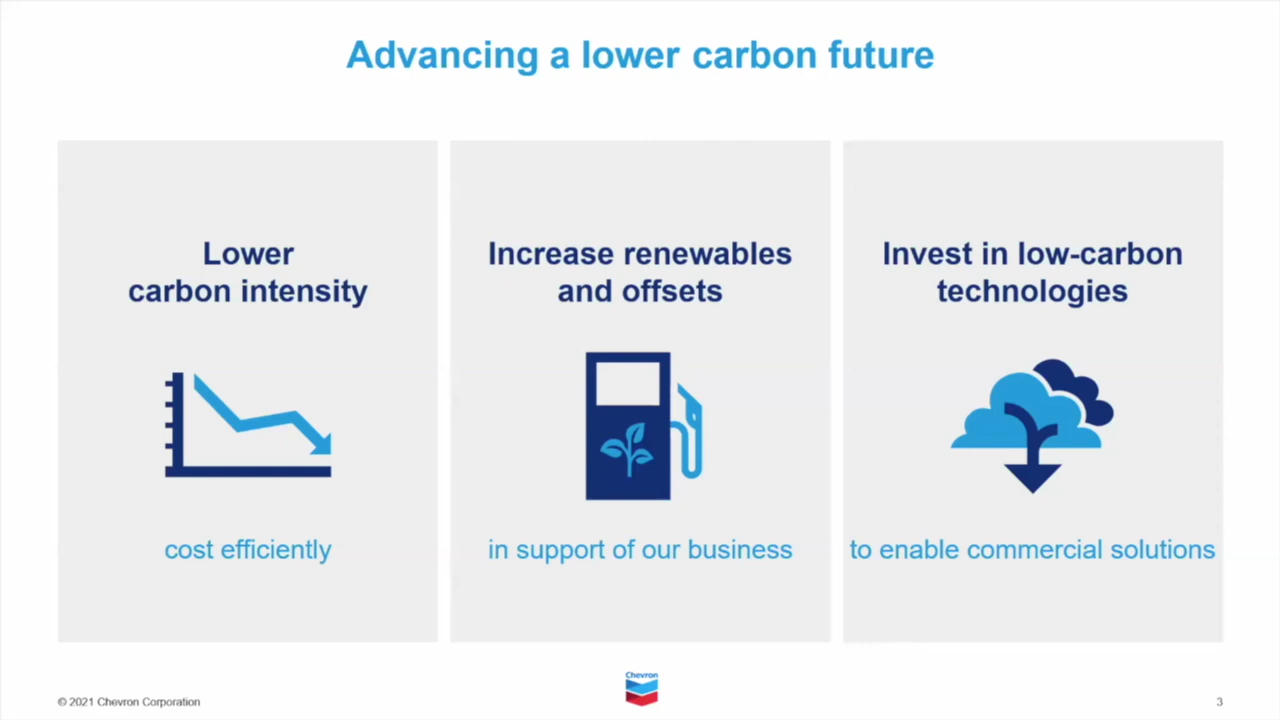 Advancing a lower carbon future
Lower
carbon intensity
cost efficiently
Increase renewables
and offsets
in support of our business
Invest in low-carbon
technologies
to enable commercial solutions
© 2021 Chevron Corporation
Chevron
3